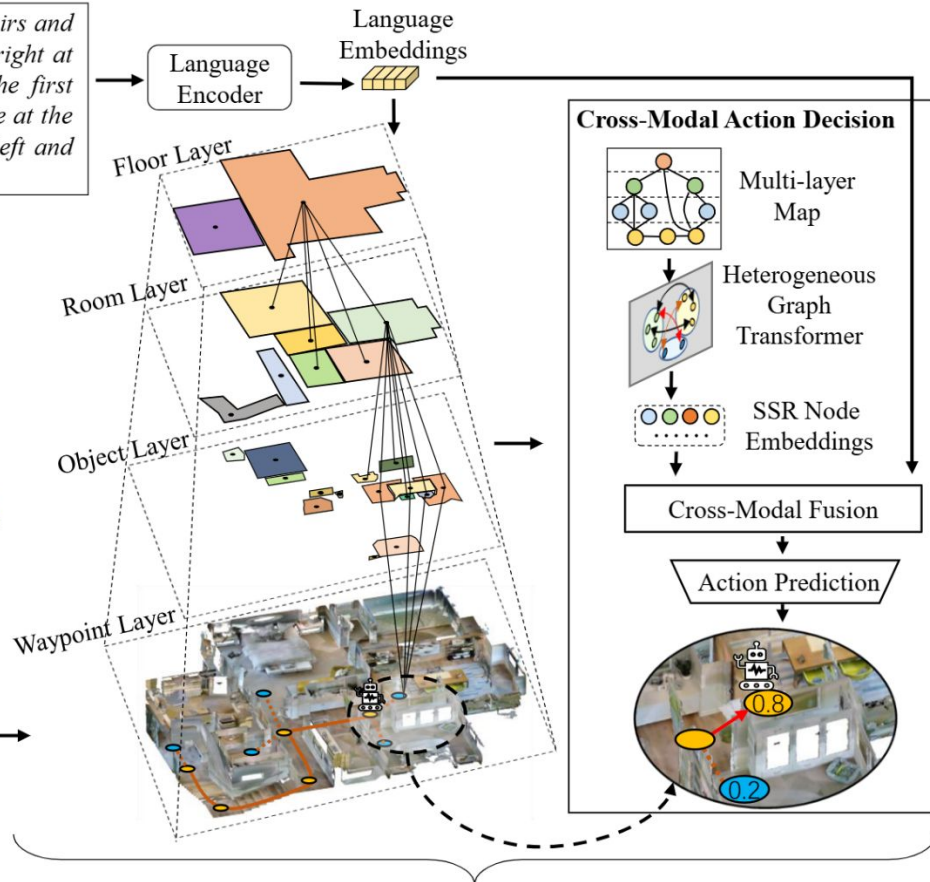 irs and
right at
he first
e at the
eft and
Language
Encoder
Language
Embeddings
Floor Layer
Room Layer
Object Layer
Waypoint Layer
Cross-Modal Action Decision
Multi-layer
Map
Heterogeneous
Graph
Transformer
SSR Node
Embeddings
Cross-Modal Fusion
Action Prediction
0.8
0.2